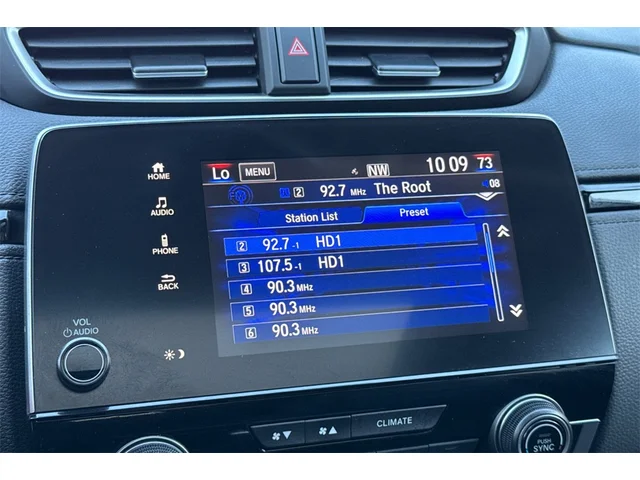 Lo MENU NW 10 09 73
2 92.7 MHz The Root 08
Station List Preset
2 92.7-1 HD1
3 107.5-1 HD1
4 90.3 MHz
5 90.3 MHz
6 90.3 MHz
HOME
AUDIO
PHONE
BACK
VOL
AUDIO
CLIMATE
PUSH
SYNC